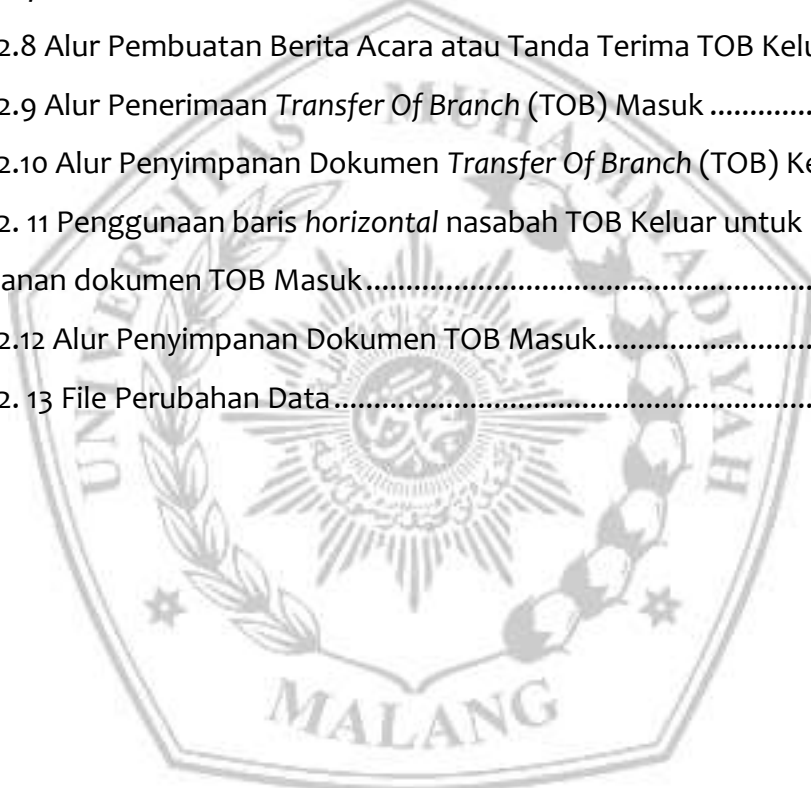 2.8 Alur Pembuatan Berita Acara atau Tanda Terima TOB
2.9 Alur Penerimaan Transfer Of Branch (TOB) Masuk ................
2.10 Alur Penyimpanan Dokumen Transfer Of Branch (TOB)
2. 11 Penggunaan baris horizontal nasabah TOB Keluar untuk
anan dokumen TOB Masuk................................................................
2.12 Alur Penyimpanan Dokumen TOB Masuk................................
2. 13 File Perubahan Data................................................................
UNIVERSITAS MUHAMMADIYAH
MALANG